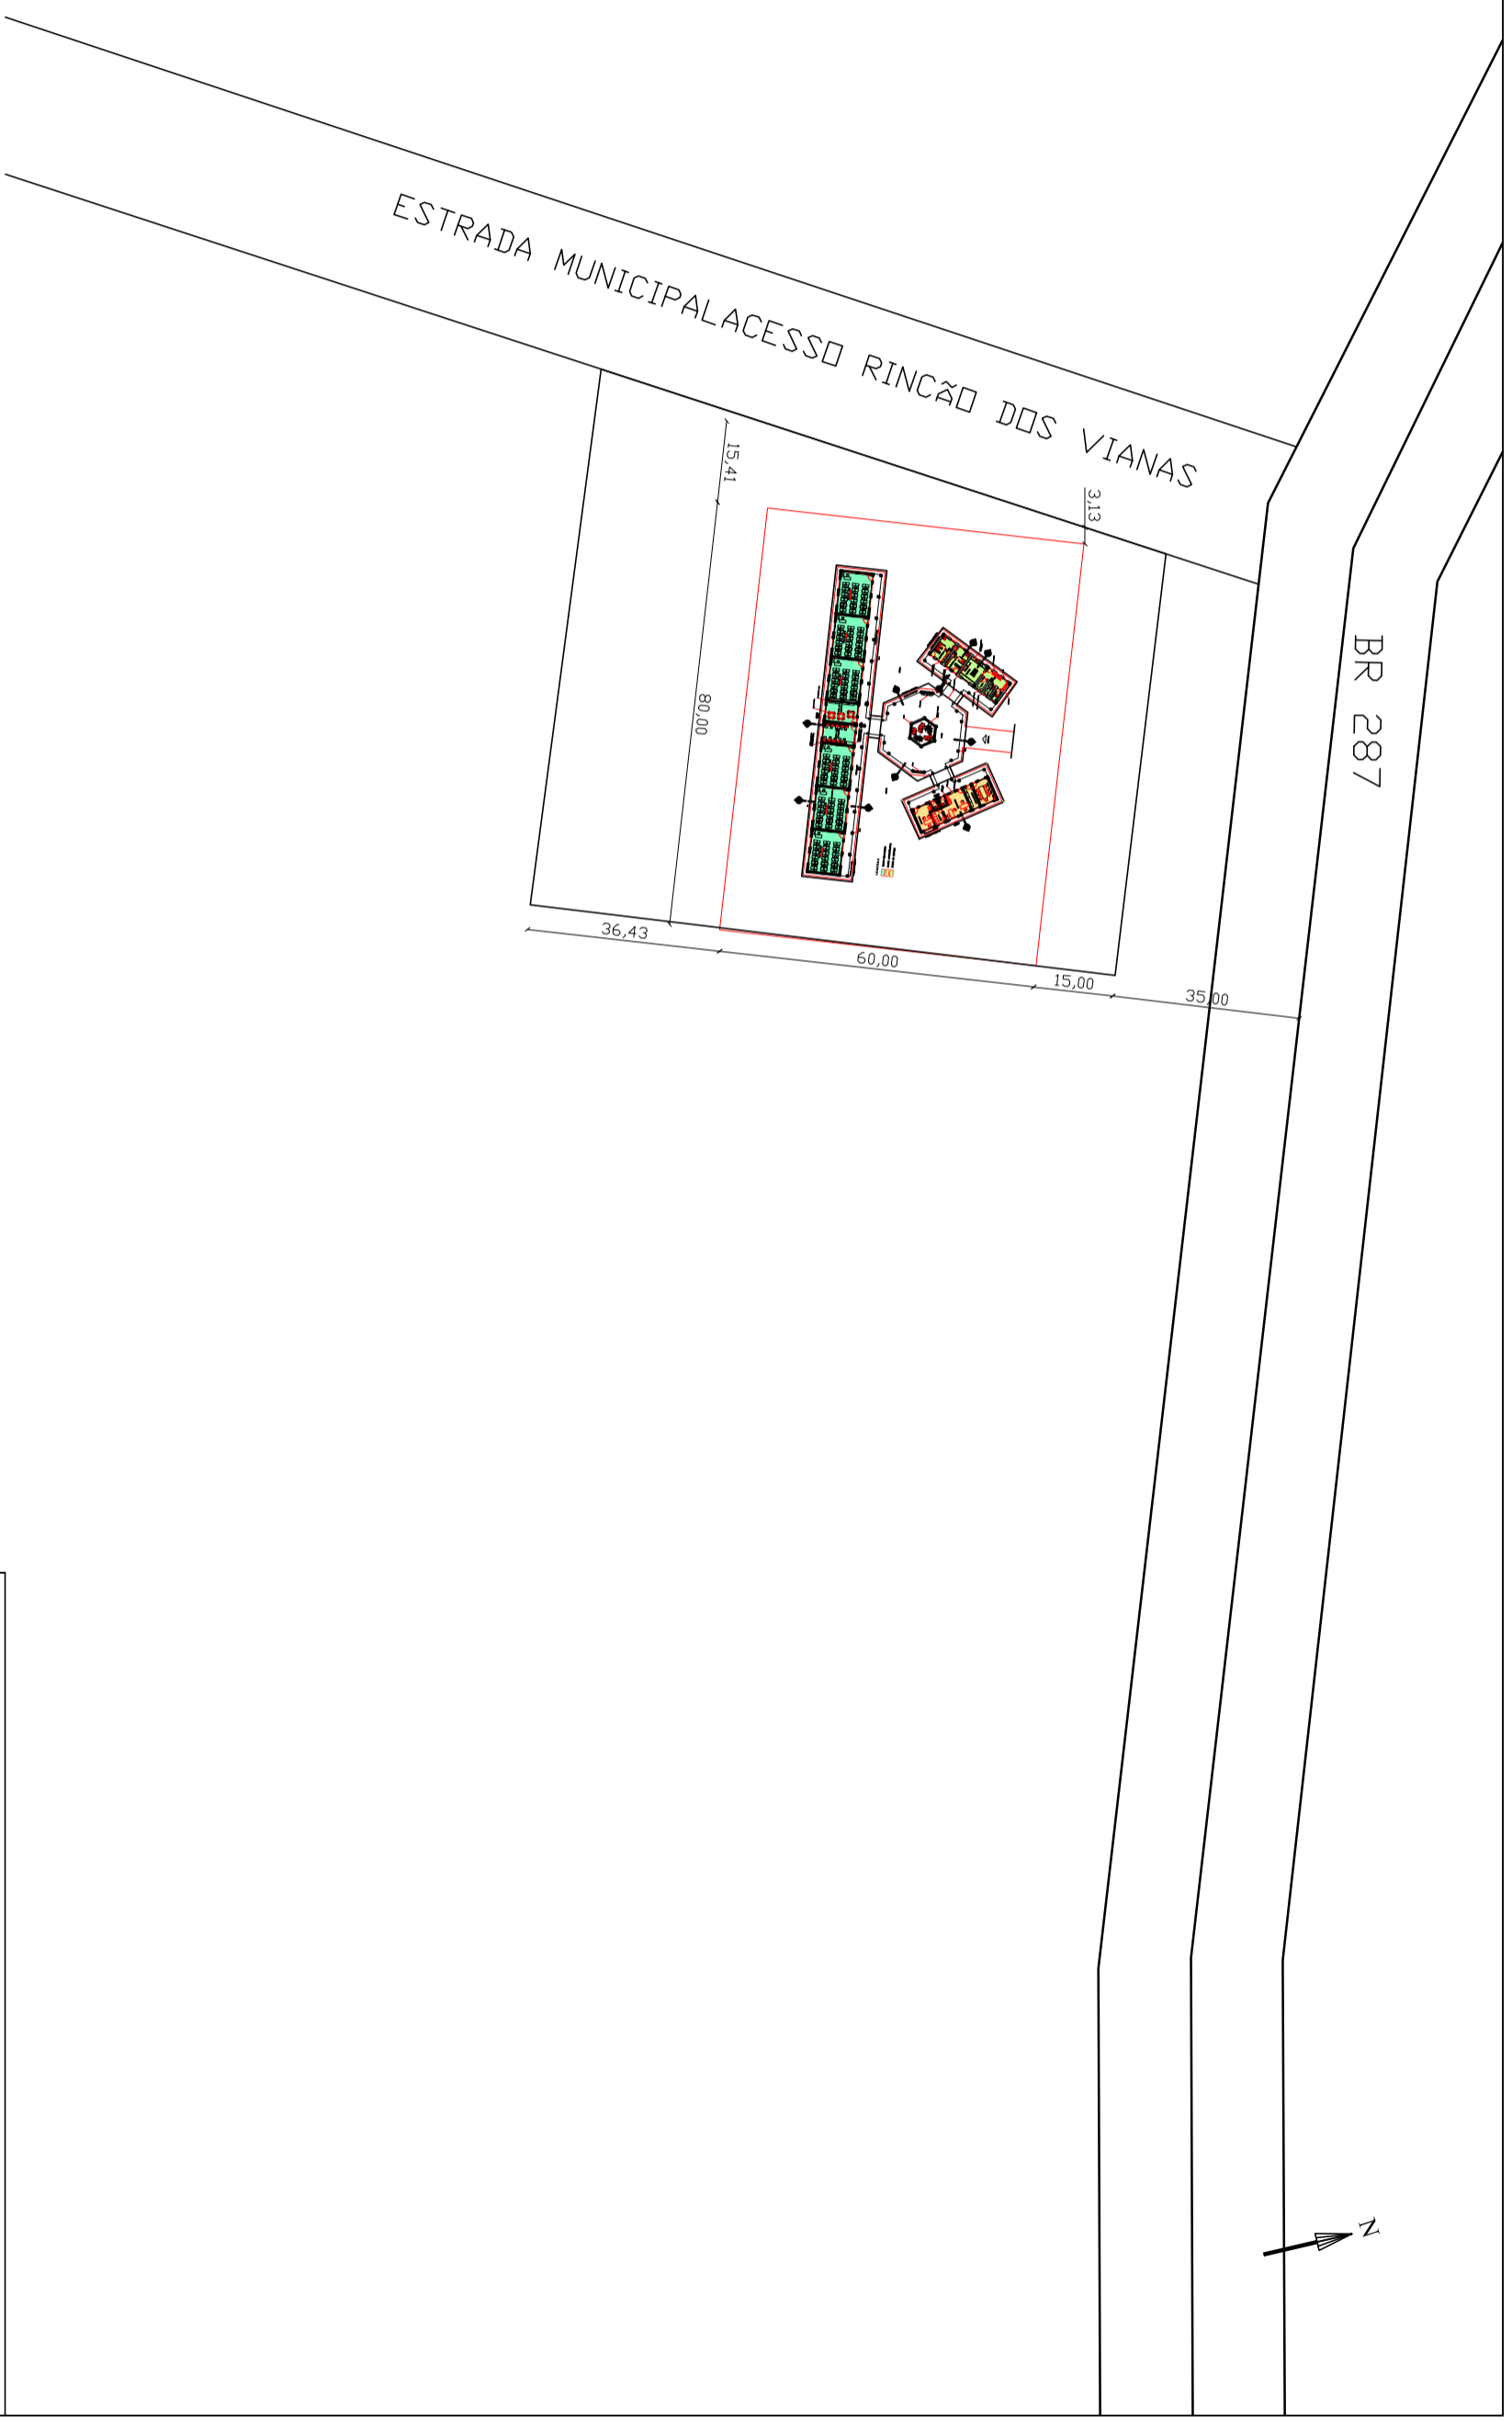 ESTRADA MUNICIPALACESSO RINCÃO DOS VIANAS
BR 287
15,41
3,13
80,00
36,43
60,00
15,00
35,00
N